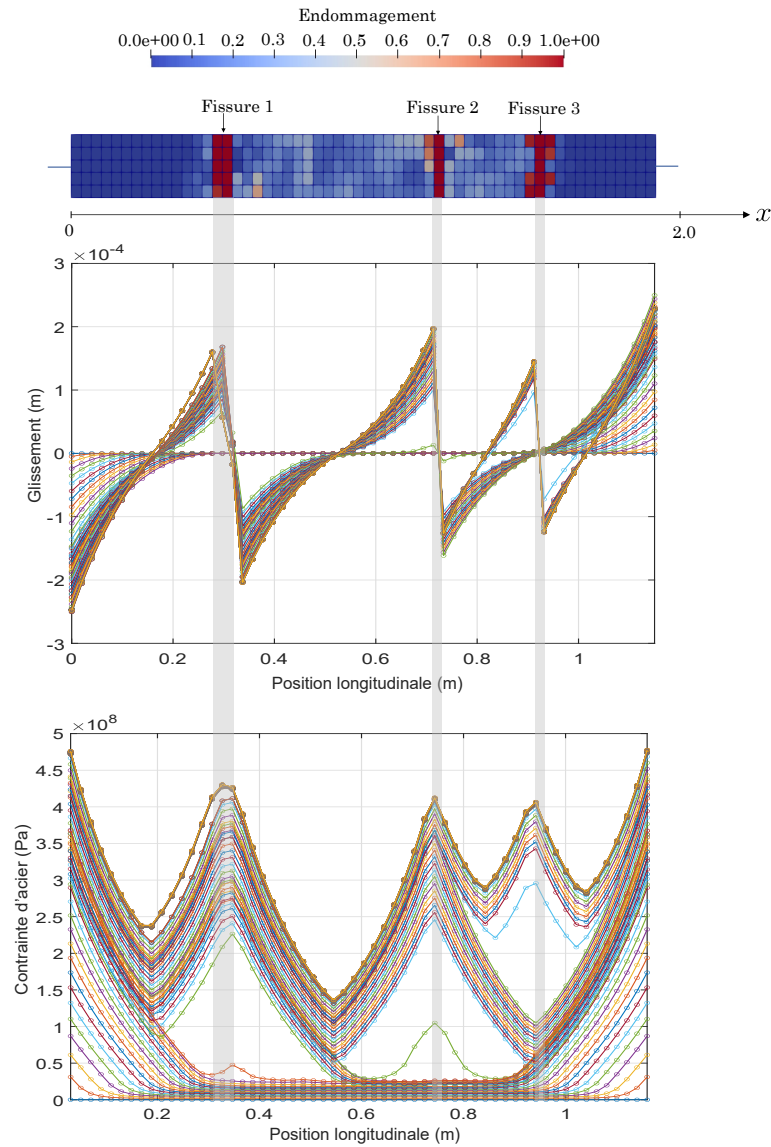 Endommagement
0.0e+00 0.1 0.2 0.3 0.4 0.5 0.6 0.7 0.8 0.9 1.0e+00
Fissure 1 Fissure 2 Fissure 3
0 2.0 x
×10⁻⁴
3
2
1
0
-1
-2
-3
Glissement (m)
0 0.2 0.4 0.6 0.8 1
Position longitudinale (m)
×10⁸
5
4.5
4
3.5
3
2.5
2
1.5
1
0.5
0
Contrainte d'acier (Pa)
0.2 0.4 0.6 0.8 1
Position longitudinale (m)